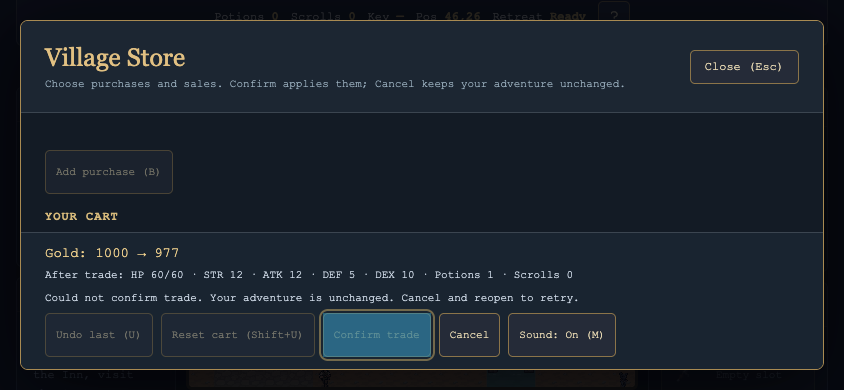 Potions 0 Scrolls 0 Key — Pos 46,26 Retreat Ready ?
Village Store
Choose purchases and sales. Confirm applies them; Cancel keeps your adventure unchanged.
Close (Esc)
Add purchase (B)
YOUR CART
Gold: 1000 → 977
After trade: HP 60/60 · STR 12 · ATK 12 · DEF 5 · DEX 10 · Potions 1 · Scrolls 0
Could not confirm trade. Your adventure is unchanged. Cancel and reopen to retry.
Undo last (U) Reset cart (Shift+U) Confirm trade Cancel Sound: On (M)
the Inn, visit